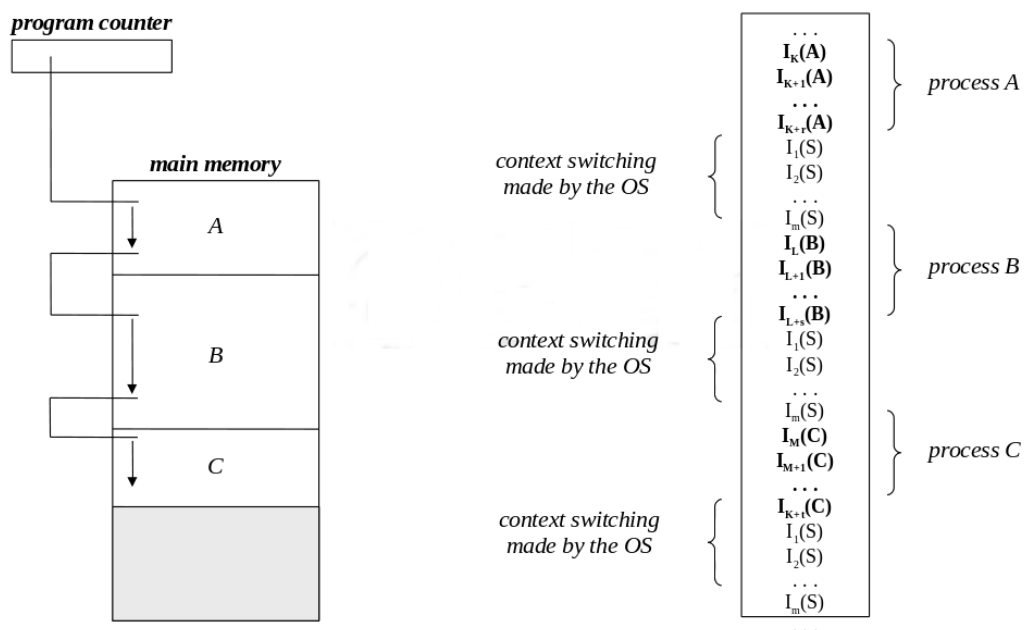 program counter
main memory
A
B
C
. . .
I_K(A)
I_K+1(A)
. . .
I_K+r(A)
I_1(S)
I_2(S)
. . .
I_m(S)
I_L(B)
I_L+1(B)
. . .
I_L+s(B)
I_1(S)
I_2(S)
. . .
I_m(S)
I_M(C)
I_M+1(C)
. . .
I_K+t(C)
I_1(S)
I_2(S)
. . .
I_m(S)
. . .
context switching
made by the OS
context switching
made by the OS
context switching
made by the OS
process A
process B
process C